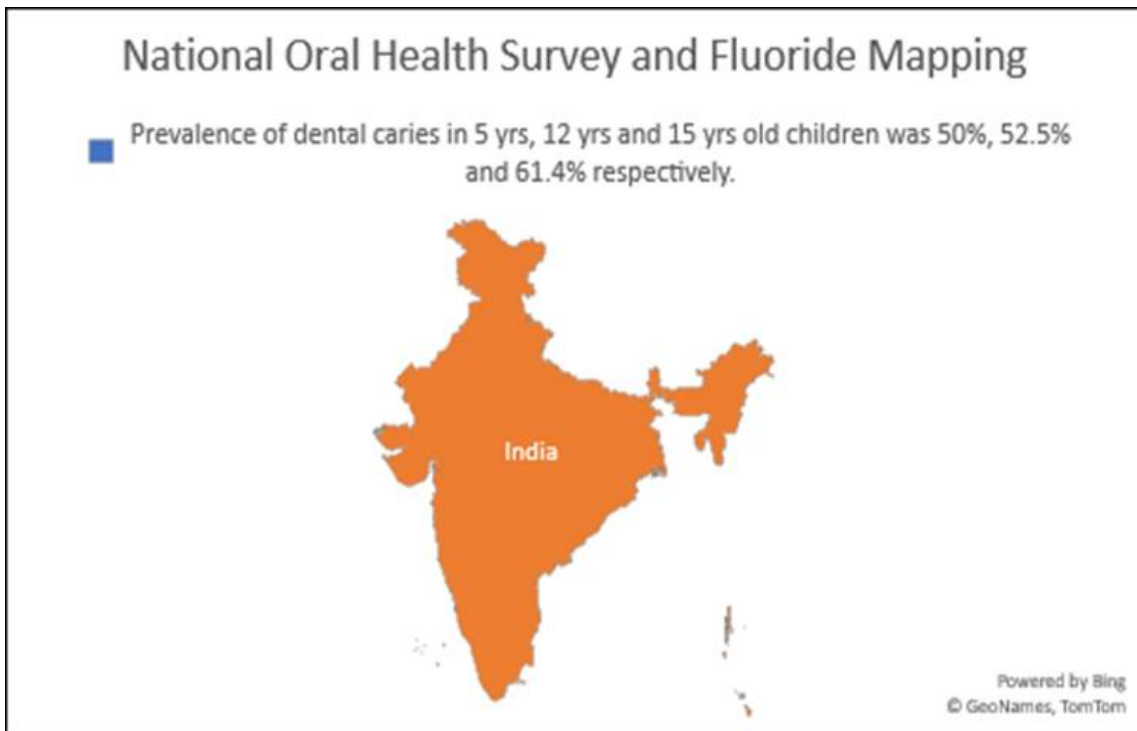 National Oral Health Survey and Fluoride Mapping
Prevalence of dental caries in 5 yrs, 12 yrs and 15 yrs old children was 50%, 52.5%
and 61.4% respectively.
India
Powered by Bing
© GeoNames, TomTom